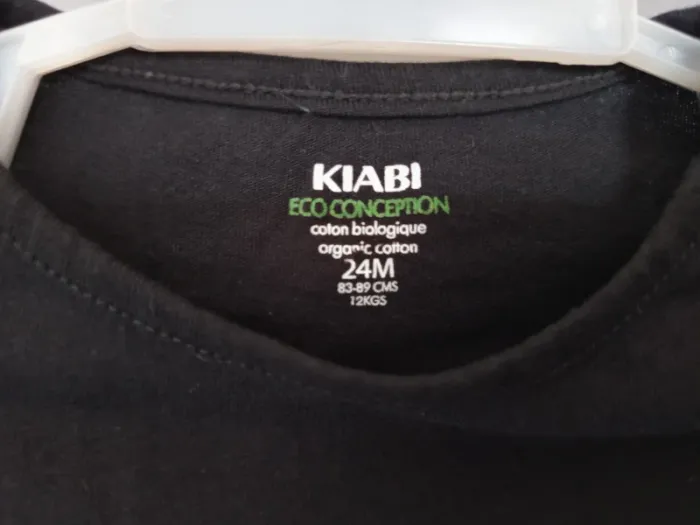 KIABI
ECO CONCEPTION
coton biologique
organic cotton
24M
83-89 CMS
12KGS